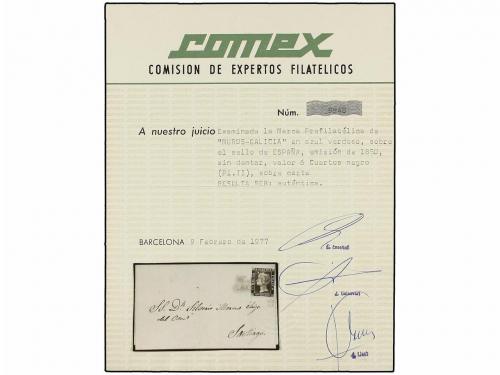 comex
COMISION DE EXPERTOS FILATELICOS
Núm.
A nuestro juicio Examinada la Marca Prefilatélica de
"MUROS-GALICIA" en azul verdoso, sobre
el sello de ESPAÑA, emisión de 1850,
sin dentar, valor 6 Cuartos negro
(Pl.II), sobre carta
RESULTA SER: auténtica.
BARCELONA 9 Febrero de 1977
S.S. Dn.
Santiago